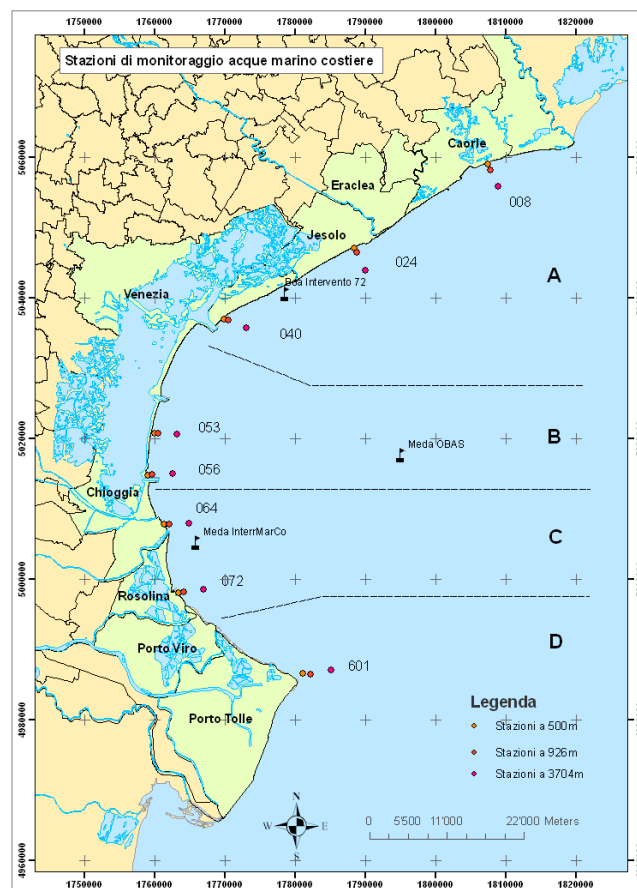 1750000 1760000 1770000 1780000 1790000 1800000 1810000 1820000
Stazioni di monitoraggio acque marino costiere
5060000
Caorle
Eraclea
008
Jesolo
024
A
Boa Intervento 72
Venezia
5040000
040
053
B
5020000
Meda OBAS
056
Chioggia
064
C
Meda InterrMarCo
5000000
072
Rosolina
D
Porto Viro
601
Legenda
Porto Tolle
4980000
Stazioni a 500m
Stazioni a 926m
Stazioni a 3704m
N
W E
S
0 5500 11'000 22'000 Meters
4960000
1750000 1760000 1770000 1780000 1790000 1800000 1810000 1820000